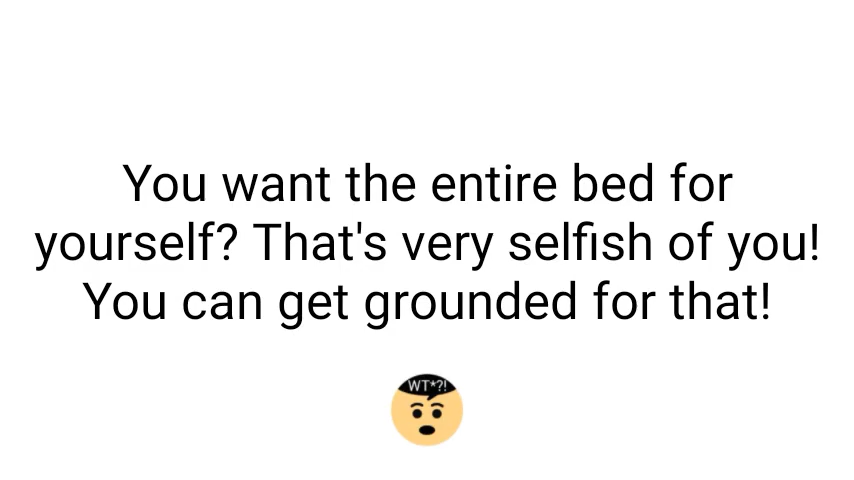 You want the entire bed for
yourself? That's very selfish of you!
You can get grounded for that!
WT*?!